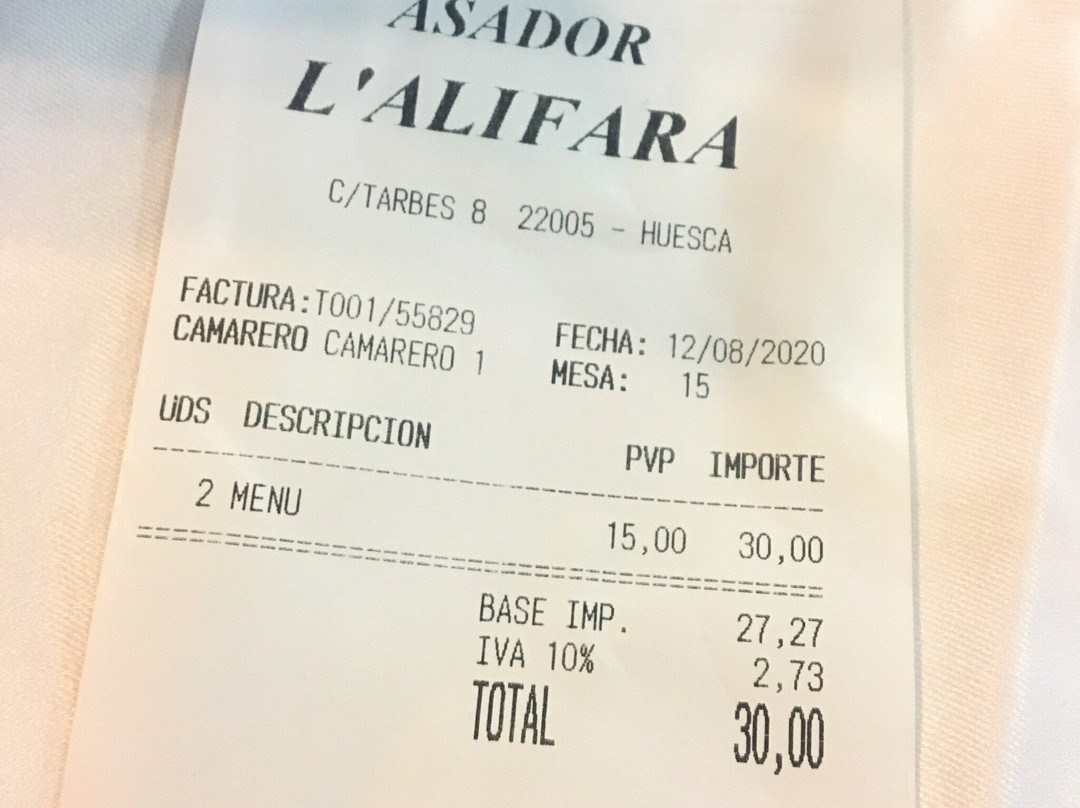 ASADOR
L'ALIFARA
C/TARBES 8 22005 - HUESCA
FACTURA:T001/55829 FECHA: 12/08/2020
CAMARERO CAMARERO 1 MESA: 15
UDS DESCRIPCION PVP IMPORTE
2 MENU 15,00 30,00
BASE IMP. 27,27
IVA 10% 2,73
TOTAL 30,00